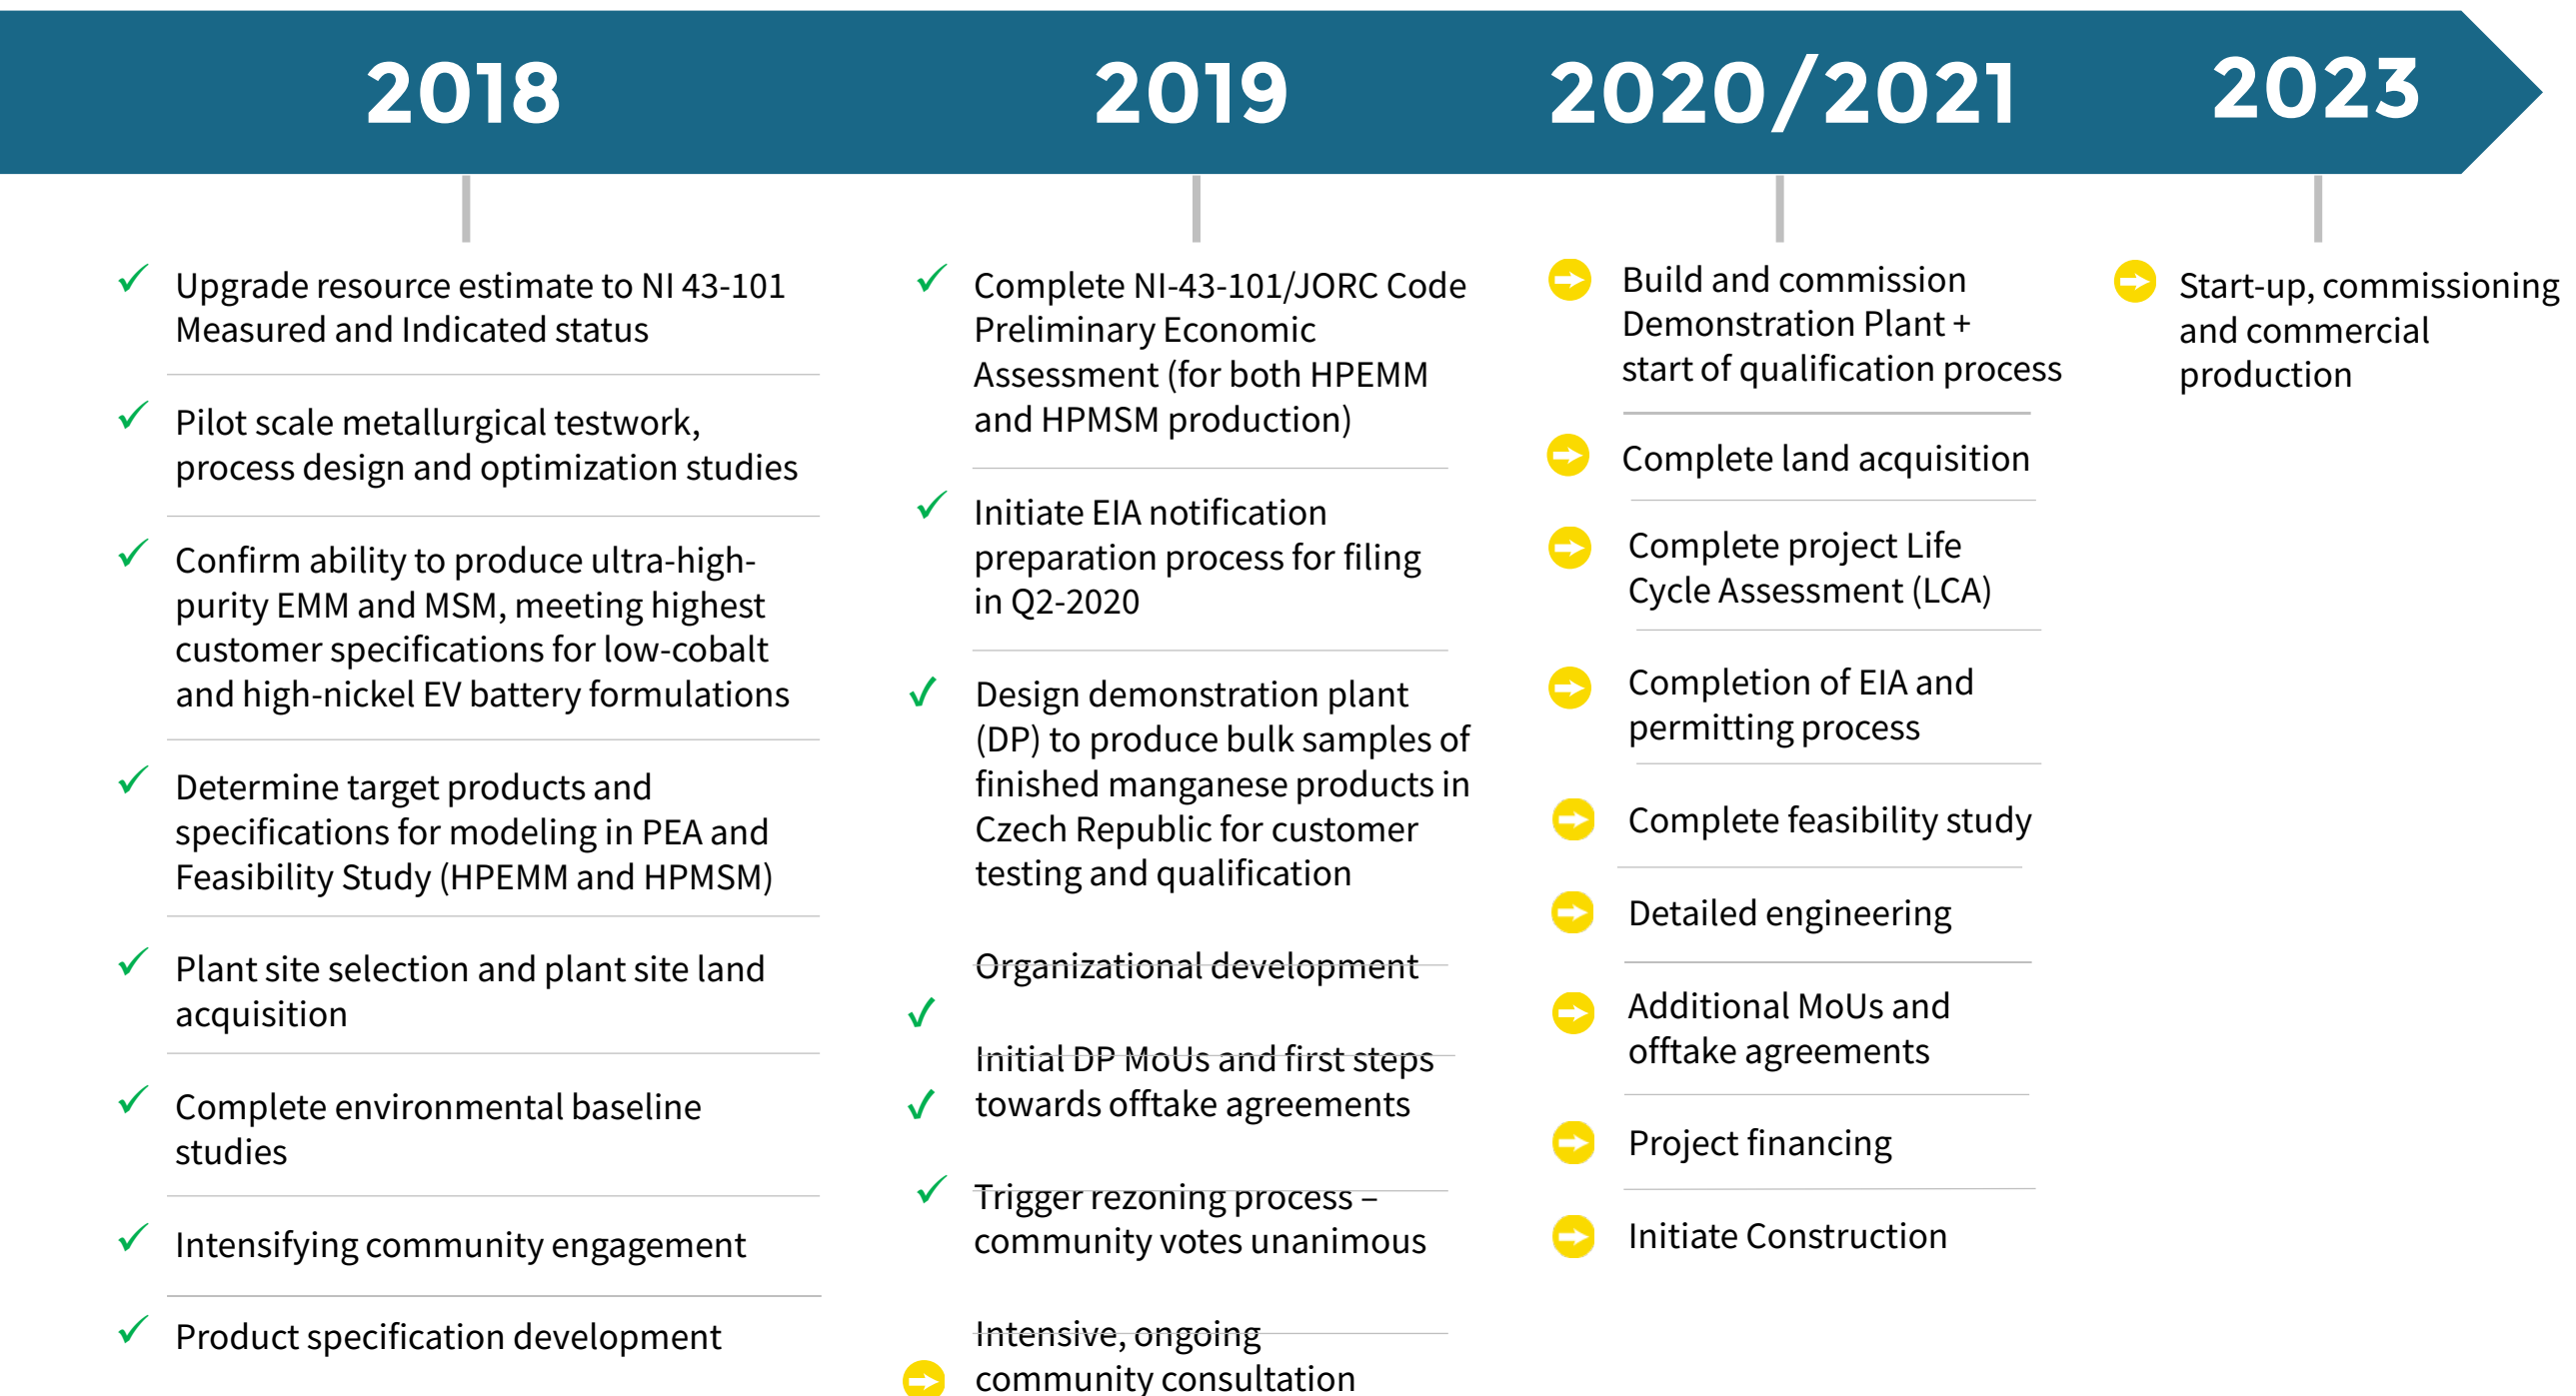 2018
2019
2020/2021
2023
Upgrade resource estimate to NI 43-101
Measured and Indicated status
Pilot scale metallurgical testwork,
process design and optimization studies
Confirm ability to produce ultra-high-
purity EMM and MSM, meeting highest
customer specifications for low-cobalt
and high-nickel EV battery formulations
Determine target products and
specifications for modeling in PEA and
Feasibility Study (HPEMM and HPMSM)
Plant site selection and plant site land
acquisition
Complete environmental baseline
studies
Intensifying community engagement
Product specification development
Complete NI-43-101/JORC Code
Preliminary Economic
Assessment (for both HPEMM
and HPMSM production)
Initiate EIA notification
preparation process for filing
in Q2-2020
Design demonstration plant
(DP) to produce bulk samples of
finished manganese products in
Czech Republic for customer
testing and qualification
Organizational development
Initial DP MoUs and first steps
towards offtake agreements
Trigger rezoning process –
community votes unanimous
Intensive, ongoing
community consultation
Build and commission
Demonstration Plant +
start of qualification process
Complete land acquisition
Complete project Life
Cycle Assessment (LCA)
Completion of EIA and
permitting process
Complete feasibility study
Detailed engineering
Additional MoUs and
offtake agreements
Project financing
Initiate Construction
Start-up, commissioning
and commercial
production